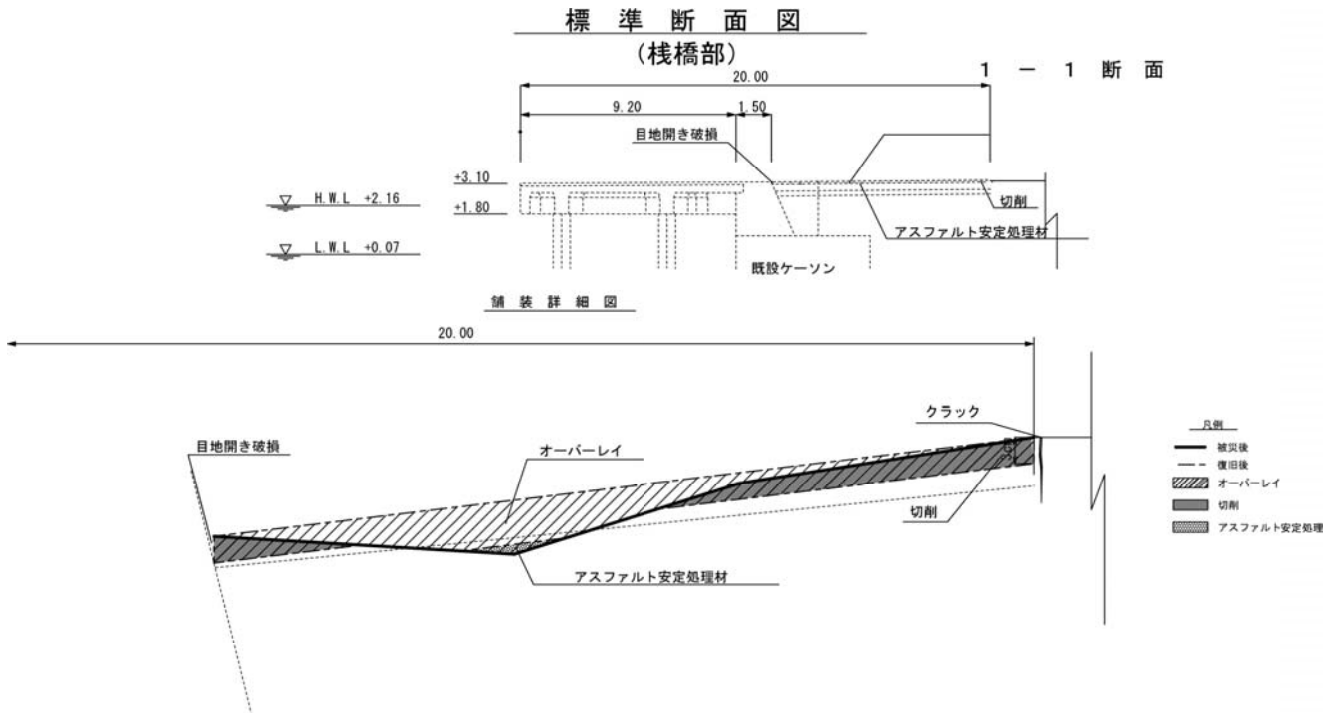 標準断面図
(桟橋部)
1－1断面
20.00
9.20
1.50
目地開き破損
+3.10
H.W.L +2.16
+1.80
切削
アスファルト安定処理材
L.W.L +0.07
既設ケーソン
舗装詳細図
20.00
クラック
目地開き破損
オーバーレイ
切削
アスファルト安定処理材
凡例
被災後
復旧後
オーバーレイ
切削
アスファルト安定処理